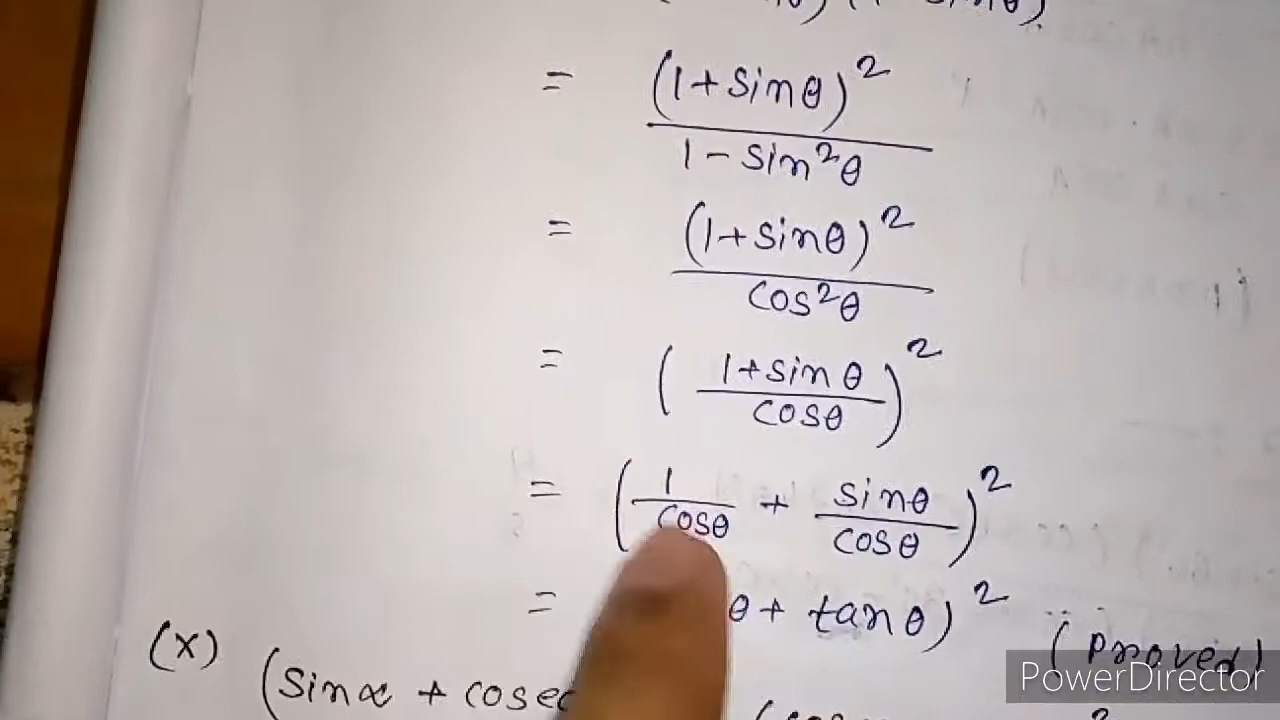 = (1+sinθ)² / 1-sin²θ
= (1+sinθ)² / cos²θ
= (1+sinθ / cosθ)²
= (1/cosθ + sinθ/cosθ)²
= θ+ tanθ)² (proved)
(x) (sinx + cosec
PowerDirector